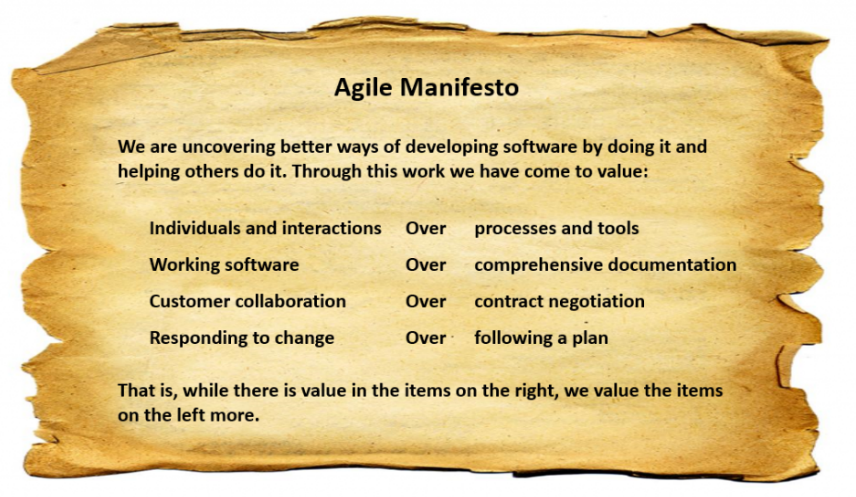 Agile Manifesto
We are uncovering better ways of developing software by doing it and
helping others do it. Through this work we have come to value:
Individuals and interactions Over processes and tools
Working software Over comprehensive documentation
Customer collaboration Over contract negotiation
Responding to change Over following a plan
That is, while there is value in the items on the right, we value the items
on the left more.